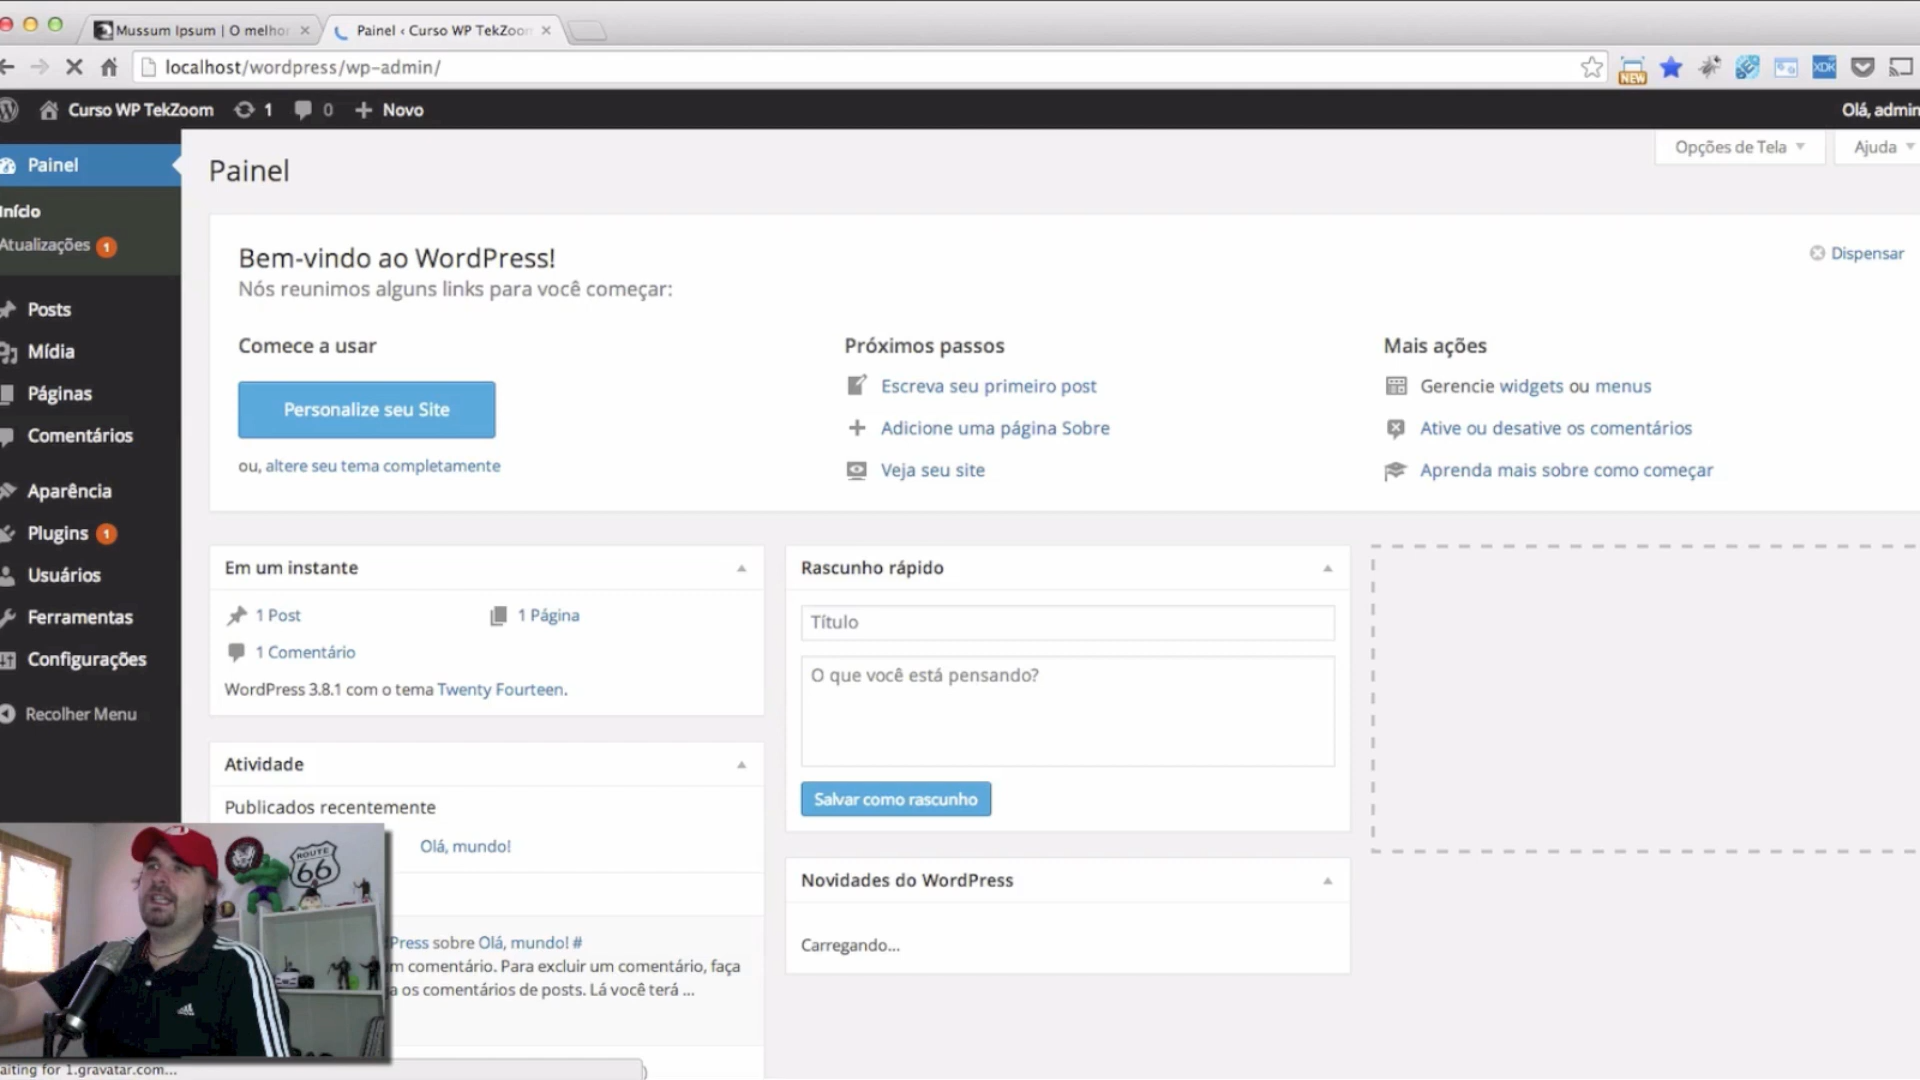 Mussum Ipsum | O melho
Painel ‹ Curso WP TekZoom
localhost/wordpress/wp-admin/
NEW
XDK
Curso WP TekZoom
1
0
Novo
Olá, admin
Painel
Início
Atualizações 1
Posts
Mídia
Páginas
Comentários
Aparência
Plugins 1
Usuários
Ferramentas
Configurações
Recolher Menu
Painel
Opções de Tela
Ajuda
Bem-vindo ao WordPress!
Nós reunimos alguns links para você começar:
Dispensar
Comece a usar
Personalize seu Site
ou, altere seu tema completamente
Próximos passos
Escreva seu primeiro post
Adicione uma página Sobre
Veja seu site
Mais ações
Gerencie widgets ou menus
Ative ou desative os comentários
Aprenda mais sobre como começar
Em um instante
1 Post
1 Página
1 Comentário
WordPress 3.8.1 com o tema Twenty Fourteen.
Atividade
Publicados recentemente
Olá, mundo!
dPress sobre Olá, mundo! #
m comentário. Para excluir um comentário, faça
a os comentários de posts. Lá você terá ...
Rascunho rápido
Título
O que você está pensando?
Salvar como rascunho
Novidades do WordPress
Carregando...
ROUTE
66
adidas
aiting for 1.gravatar.com...